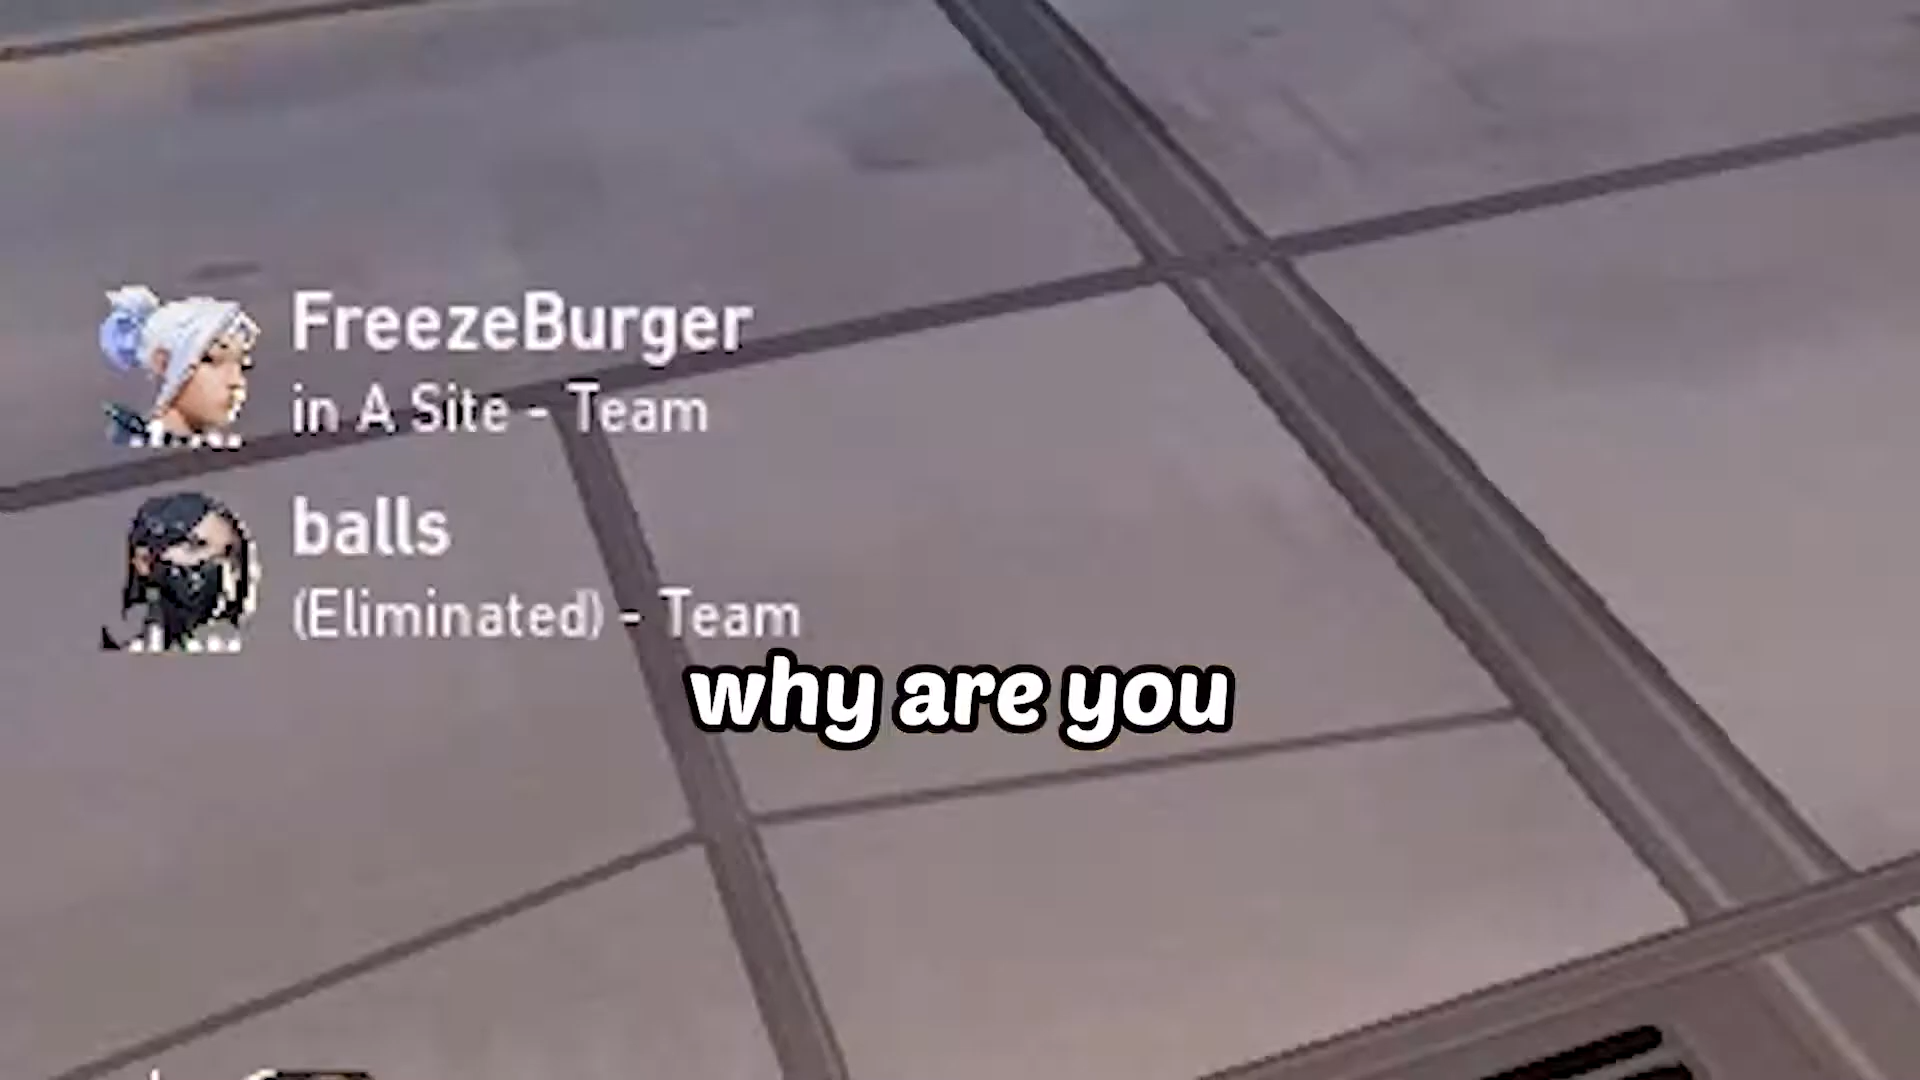 FreezeBurger
in A Site - Team
balls
(Eliminated) - Team
why are you